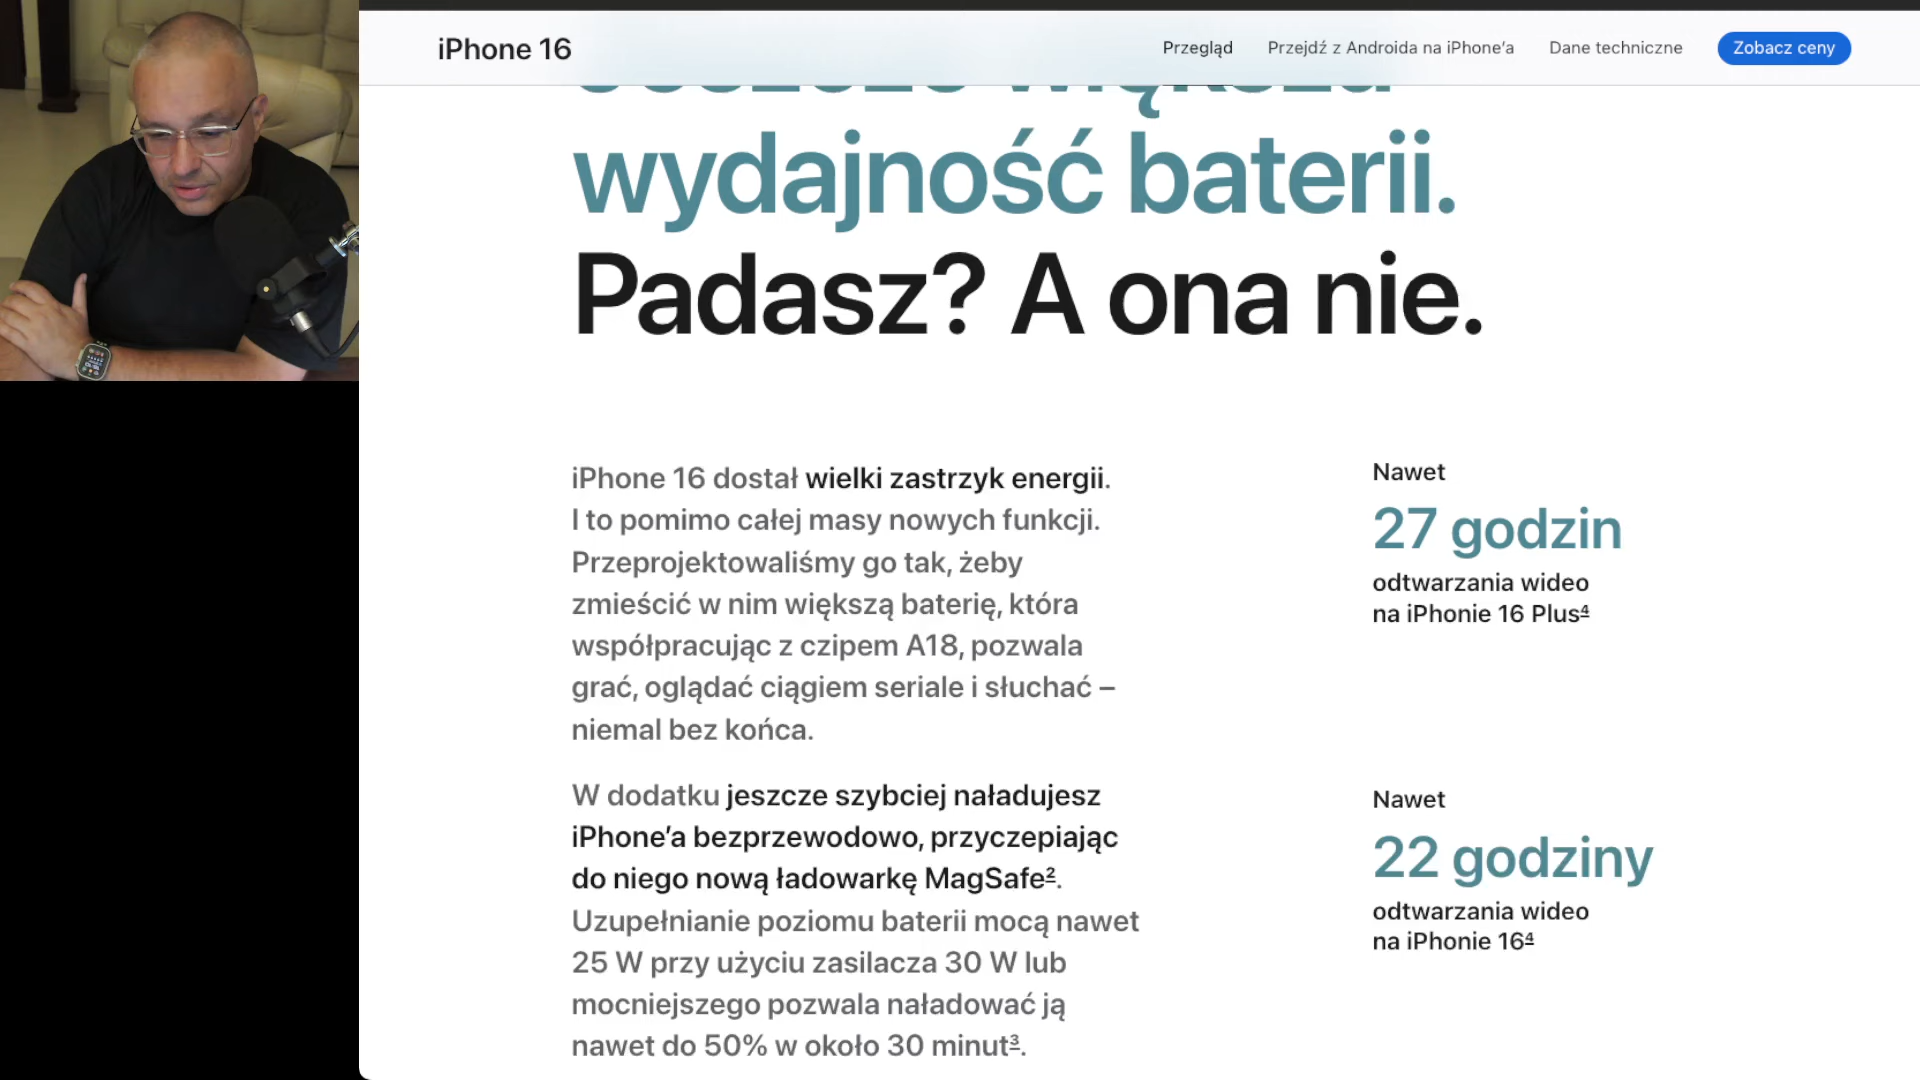 iPhone 16
Przegląd
Przejdź z Androida na iPhone’a
Dane techniczne
Zobacz ceny
wydajność baterii.
Padasz? A ona nie.
iPhone 16 dostał wielki zastrzyk energii.
I to pomimo całej masy nowych funkcji.
Przeprojektowaliśmy go tak, żeby
zmieścić w nim większą baterię, która
współpracując z czipem A18, pozwala
grać, oglądać ciągiem seriale i słuchać –
niemal bez końca.
W dodatku jeszcze szybciej naładujesz
iPhone’a bezprzewodowo, przyczepiając
do niego nową ładowarkę MagSafe².
Uzupełnianie poziomu baterii mocą nawet
25 W przy użyciu zasilacza 30 W lub
mocniejszego pozwala naładować ją
nawet do 50% w około 30 minut³.
Nawet
27 godzin
odtwarzania wideo
na iPhonie 16 Plus⁴
Nawet
22 godziny
odtwarzania wideo
na iPhonie 16⁴